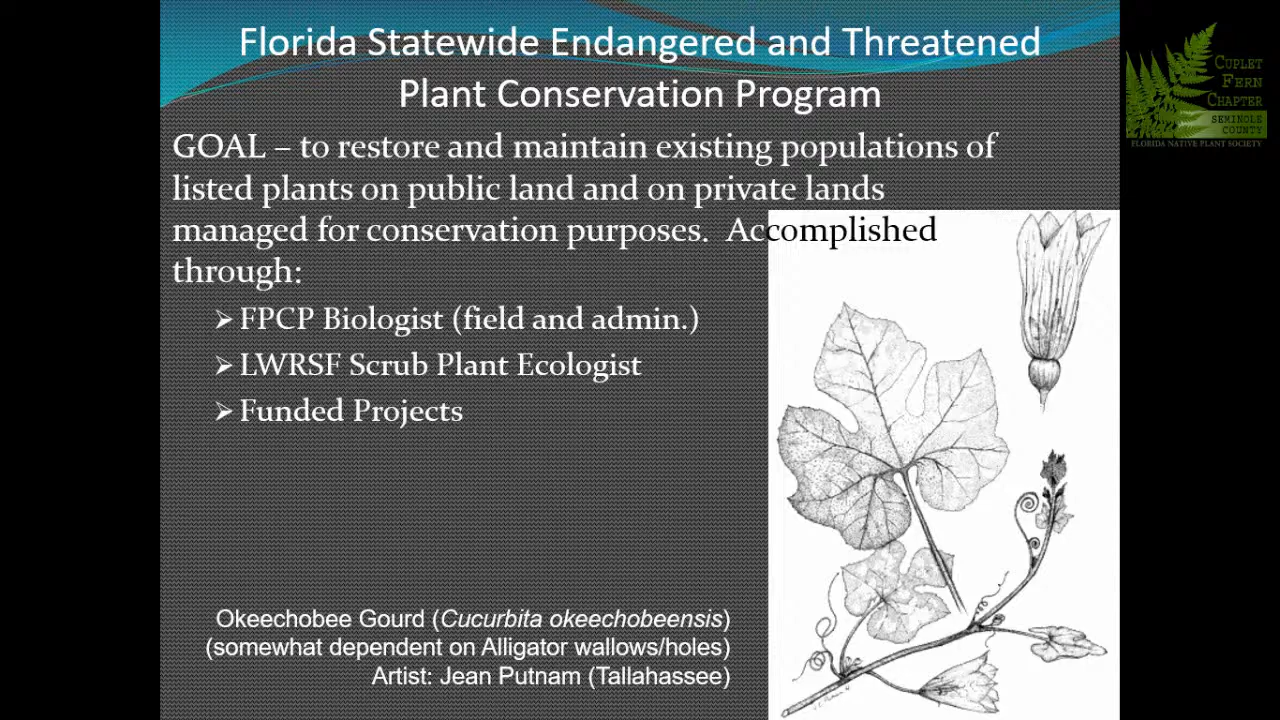 Florida Statewide Endangered and Threatened
Plant Conservation Program
GOAL – to restore and maintain existing populations of
listed plants on public land and on private lands
managed for conservation purposes.  Accomplished
through:
➢ FPCP Biologist (field and admin.)
➢ LWRSF Scrub Plant Ecologist
➢ Funded Projects
Okeechobee Gourd (Cucurbita okeechobeensis)
(somewhat dependent on Alligator wallows/holes)
Artist: Jean Putnam (Tallahassee)
CUPLET
FERN
CHAPTER
SEMINOLE
COUNTY
FLORIDA NATIVE PLANT SOCIETY